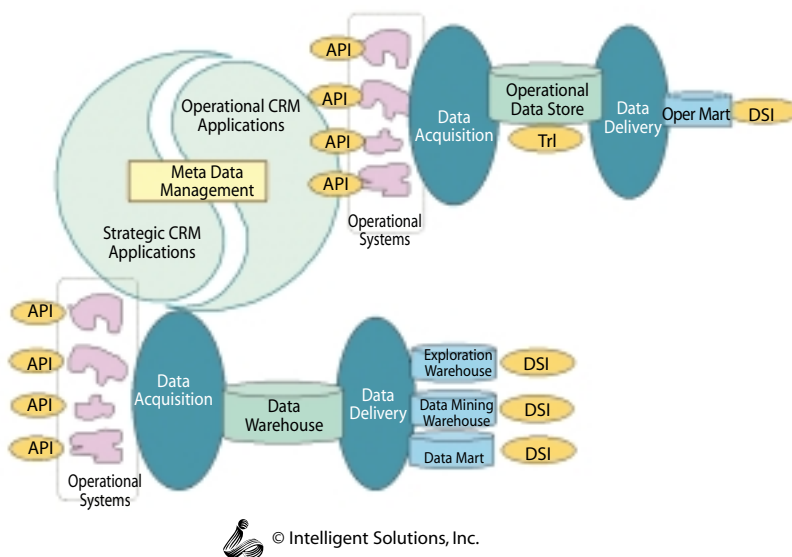 API
API
API
API
Operational
Systems
Data
Acquisition
Operational
Data Store
TrI
Data
Delivery
Oper Mart
DSI
Operational CRM
Applications
Meta Data
Management
Strategic CRM
Applications
API
API
API
API
Operational
Systems
Data
Acquisition
Data
Warehouse
Data
Delivery
Exploration
Warehouse
DSI
Data Mining
Warehouse
DSI
Data Mart
DSI
© Intelligent Solutions, Inc.